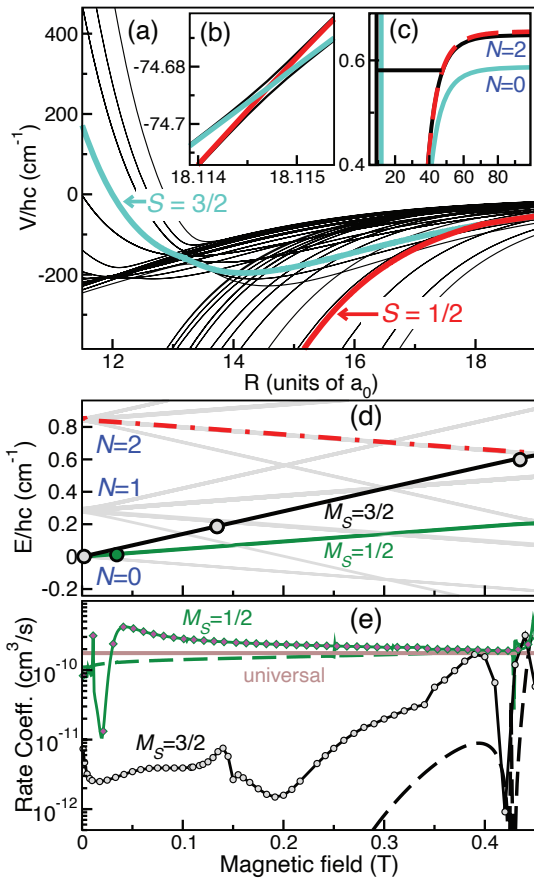 400
200
0
-200
V/hc (cm⁻¹)
(a)
S = 3/2
S = 1/2
12
14
16
18
R (units of a₀)
(b)
-74.68
-74.7
18.114
18.115
(c)
0.6
0.4
N=2
N=0
20
40
60
80
(d)
0.8
0.6
0.4
0.2
0
-0.2
E/hc (cm⁻¹)
N=2
N=1
N=0
M_S=3/2
M_S=1/2
(e)
10⁻¹⁰
10⁻¹¹
10⁻¹²
Rate Coeff. (cm³/s)
M_S=1/2
universal
M_S=3/2
0
0.1
0.2
0.3
0.4
Magnetic field (T)